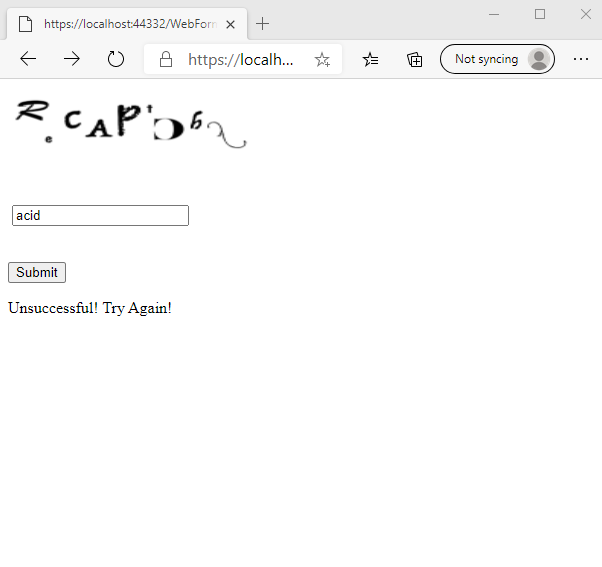 https://localhost:44332/WebForm
https://localh...
Not syncing
acid
Submit
Unsuccessful! Try Again!